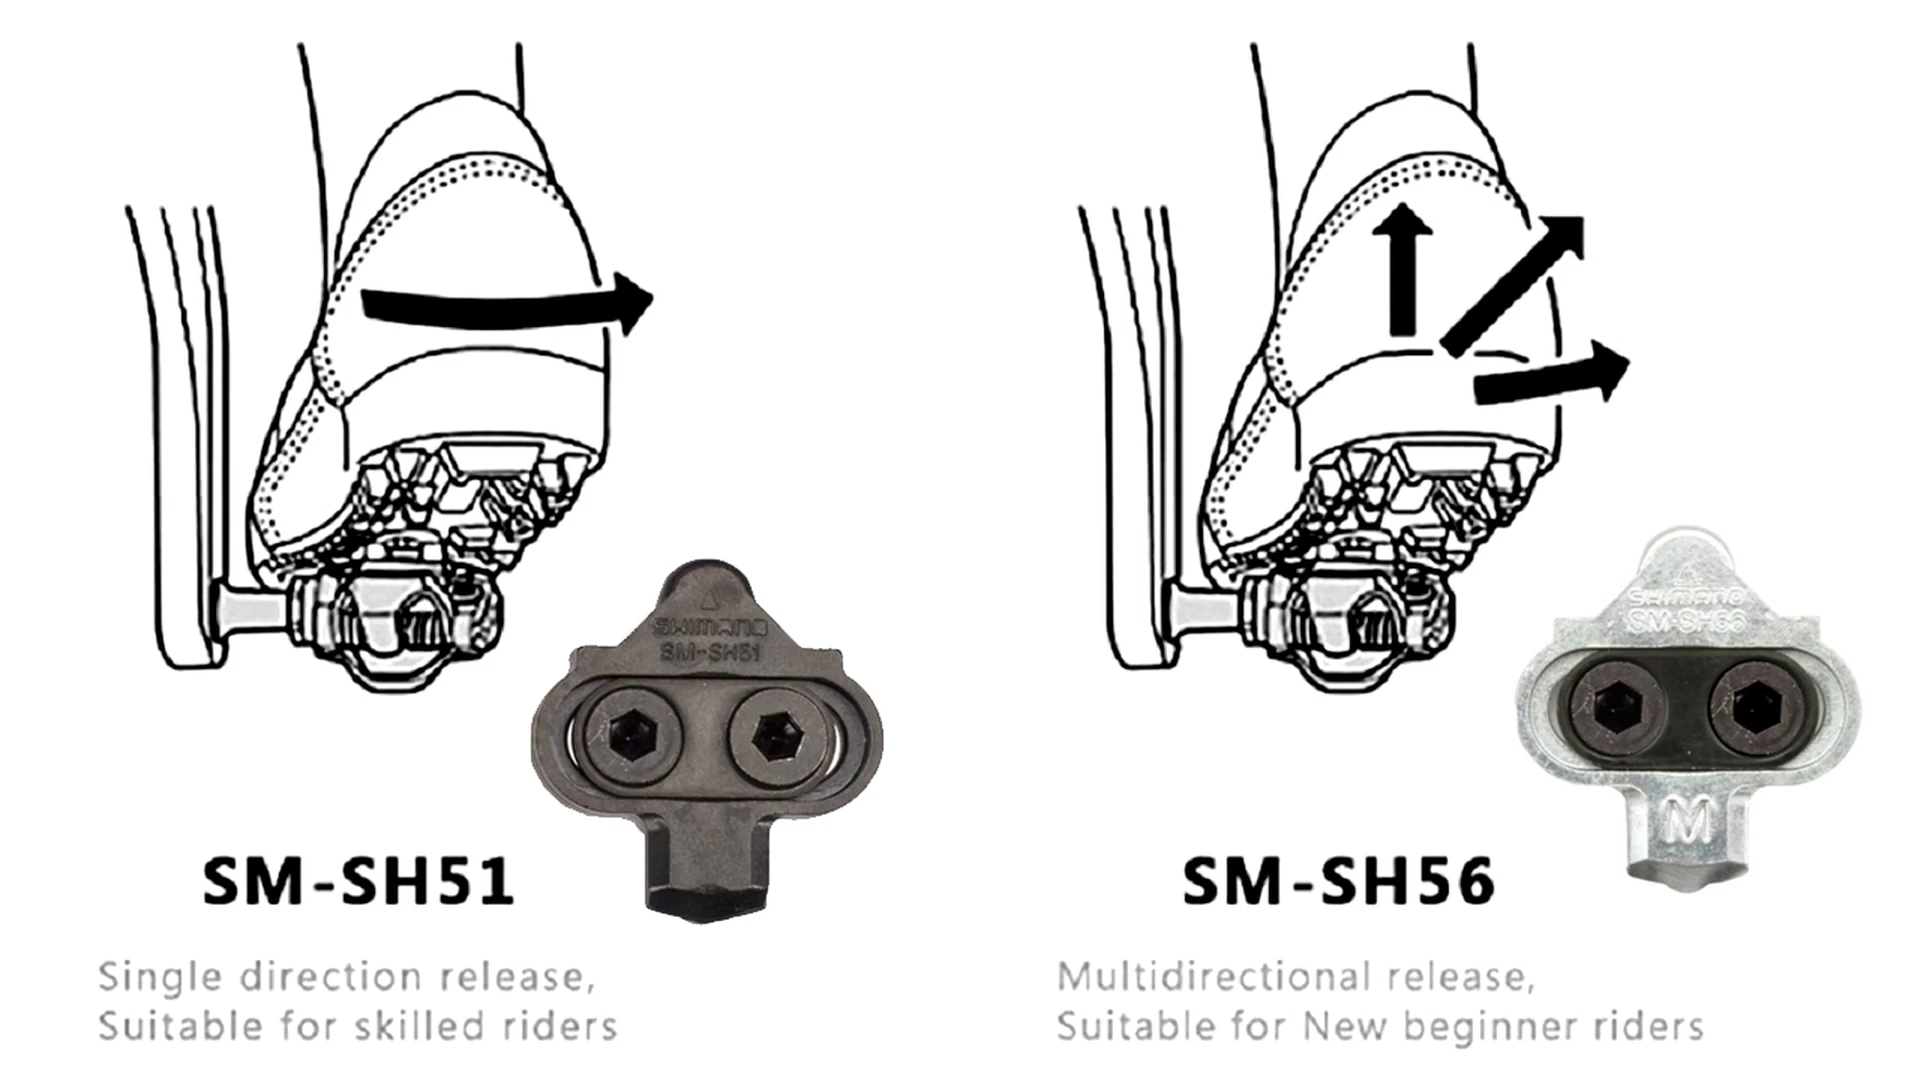 SHIMANO
SM-SH51
SHIMANO
SM-SH56
M
SM-SH51
Single direction release,
Suitable for skilled riders
SM-SH56
Multidirectional release,
Suitable for New beginner riders